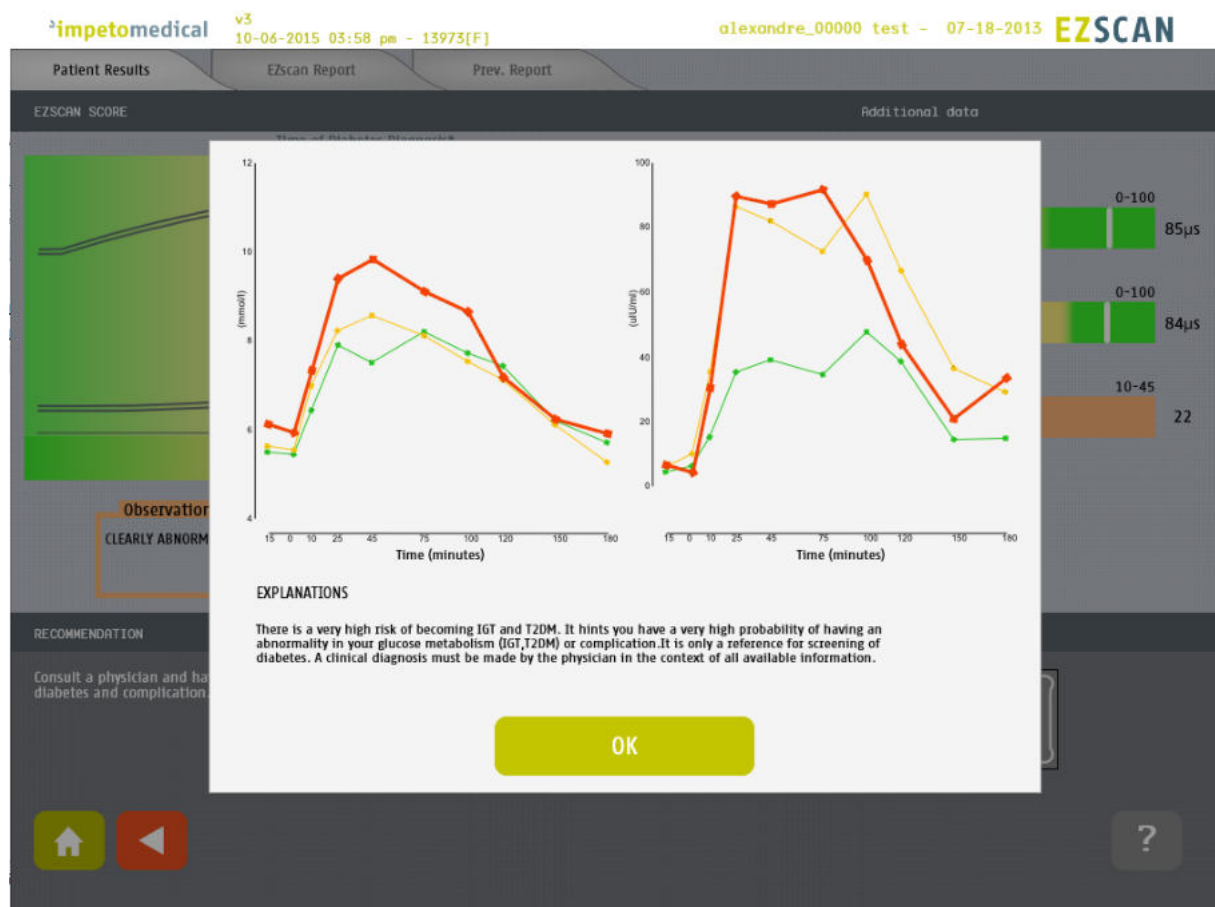 impetomedical
v3
10-06-2015 03:58 pm - 13973[F]
alexandre_00000 test - 07-18-2013
EZSCAN
Patient Results
EZscan Report
Prev. Report
EZSCAN SCORE
Additional data
Time of Diabetes Diagnosis*
12
10
8
6
4
(mmol/l)
15 0 10 25 45 75 100 120 150 180
Time (minutes)
100
80
60
40
20
0
(uIU/ml)
15 0 10 25 45 75 100 120 150 180
Time (minutes)
0-100
85µs
0-100
84µs
10-45
22
Observation
CLEARLY ABNORM
EXPLANATIONS
There is a very high risk of becoming IGT and T2DM. It hints you have a very high probability of having an
abnormality in your glucose metabolism (IGT,T2DM) or complication.It is only a reference for screening of
diabetes. A clinical diagnosis must be made by the physician in the context of all available information.
RECOMMENDATION
Consult a physician and ha
diabetes and complication.
OK
?